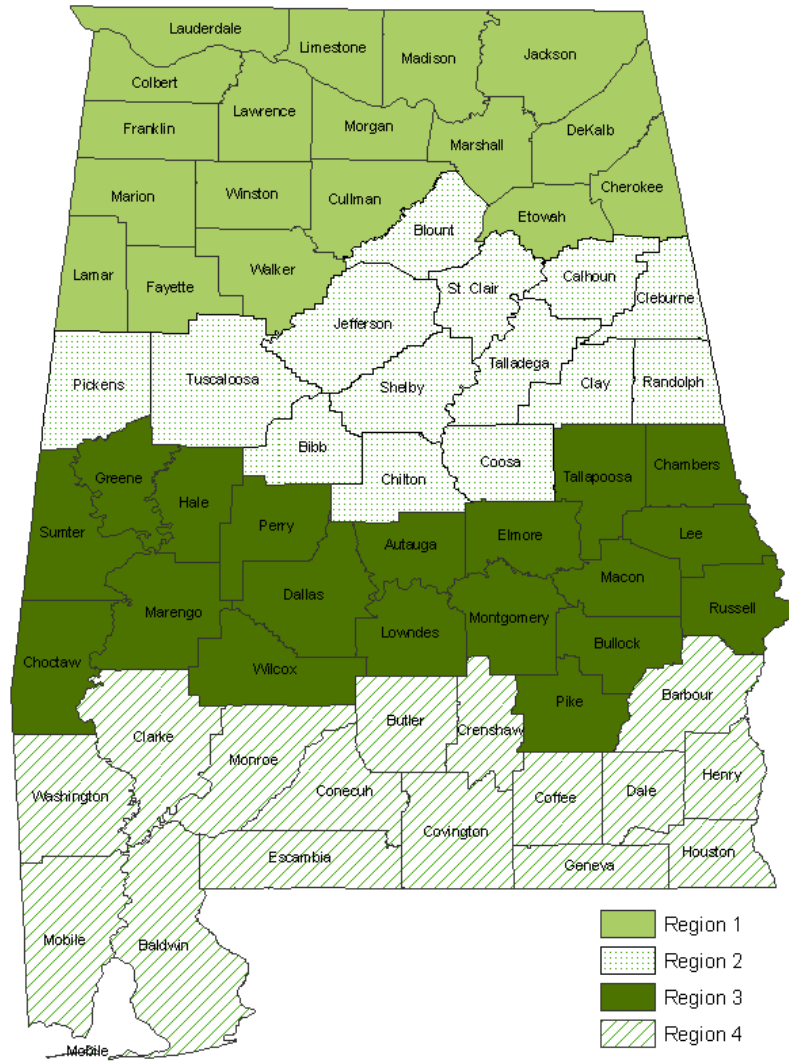 Lauderdale
Limestone
Madison
Jackson
Colbert
Lawrence
Franklin
Morgan
DeKalb
Marshall
Cherokee
Marion
Winston
Cullman
Etowah
Blount
Lamar
Fayette
Walker
St. Clair
Calhoun
Cleburne
Jefferson
Pickens
Tuscaloosa
Talladega
Shelby
Clay
Randolph
Bibb
Chilton
Coosa
Greene
Hale
Tallapoosa
Chambers
Sumter
Perry
Autauga
Elmore
Lee
Macon
Marengo
Dallas
Montgomery
Russell
Lowndes
Bullock
Choctaw
Wilcox
Pike
Barbour
Clarke
Butler
Crenshaw
Monroe
Washington
Conecuh
Coffee
Dale
Henry
Covington
Escambia
Geneva
Houston
Mobile
Baldwin
Region 1
Region 2
Region 3
Region 4
Mobile